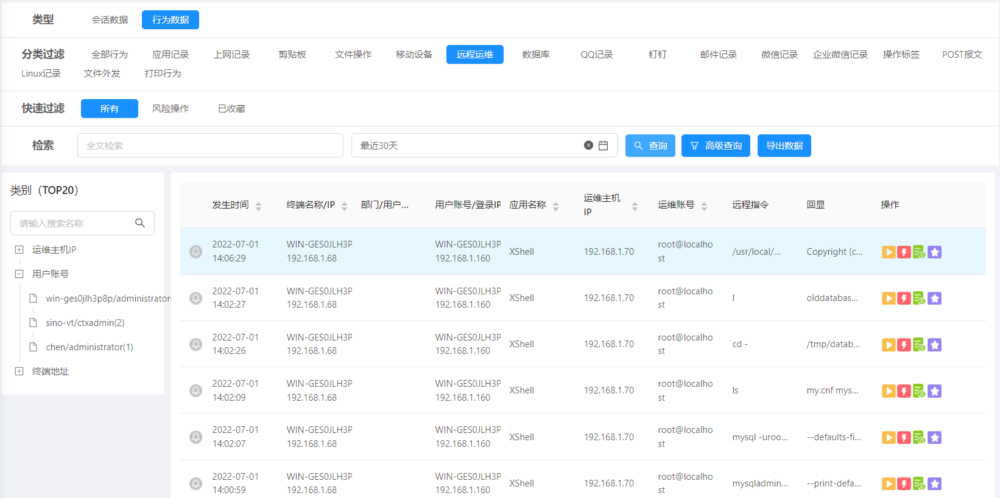 类型 会话数据 行为数据
分类过滤 全部行为 应用记录 上网记录 剪贴板 文件操作 移动设备 远程运维 数据库 QQ记录 钉钉 邮件记录 微信记录 企业微信记录 操作标签 POST报文
Linux记录 文件外发 打印行为
快速过滤 所有 风险操作 已收藏
检索 全文检索 最近30天 查询 高级查询 导出数据
类别（TOP20）
请输入搜索名称
运维主机IP
用户账号
win-ges0jlh3p8p/administrator(
sino-vt/ctxadmin(2)
chen/administrator(1)
终端地址
发生时间 终端名称/IP 部门/用户... 用户账号/登录IP 应用名称 运维主机 IP 运维账号 远程指令 回显 操作
2022-07-01 WIN-GES0JLH3P WIN-GES0JLH3P root@localho
14:06:29 192.168.1.68 192.168.1.160 XShell 192.168.1.70 st /usr/local/... Copyright (c...
2022-07-01 WIN-GES0JLH3P WIN-GES0JLH3P root@localho
14:02:27 192.168.1.68 192.168.1.160 XShell 192.168.1.70 st l olddatabas...
2022-07-01 WIN-GES0JLH3P WIN-GES0JLH3P root@localho
14:02:26 192.168.1.68 192.168.1.160 XShell 192.168.1.70 st cd - /tmp/datab...
2022-07-01 WIN-GES0JLH3P WIN-GES0JLH3P root@localho
14:02:09 192.168.1.68 192.168.1.160 XShell 192.168.1.70 st ls my.cnf mys...
2022-07-01 WIN-GES0JLH3P WIN-GES0JLH3P root@localho
14:02:07 192.168.1.68 192.168.1.160 XShell 192.168.1.70 st mysql -uroo... --defaults-fi...
2022-07-01 WIN-GES0JLH3P WIN-GES0JLH3P root@localho
14:00:59 192.168.1.68 192.168.1.160 XShell 192.168.1.70 st mysqladmin... --print-defa...